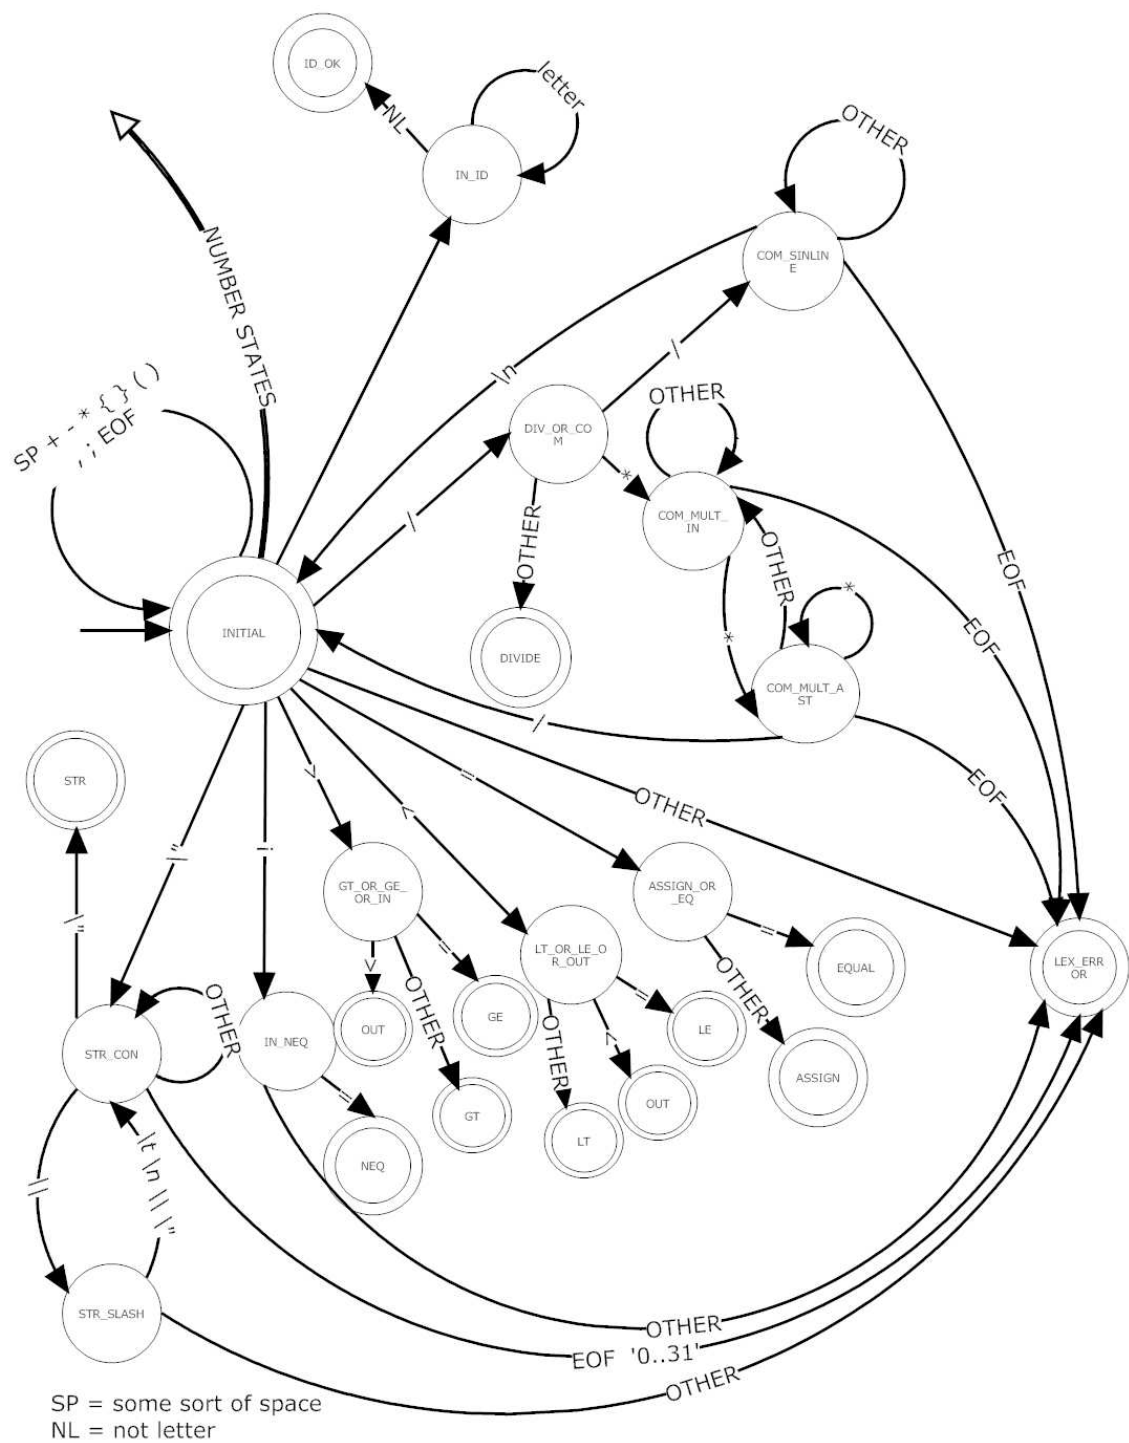 ID_OK
letter
NL
IN_ID
OTHER
NUMBER STATES
COM_SINLIN
E
\n
/
SP + - * { } ( )
, ; EOF
OTHER
DIV_OR_CO
M
*
COM_MULT_
IN
/
OTHER
OTHER
EOF
*
EOF
*
INITIAL
DIVIDE
COM_MULT_A
ST
/
STR
>
=
<
OTHER
EOF
\"
!
GT_OR_GE_
OR_IN
ASSIGN_OR
_EQ
\"
=
LT_OR_LE_O
R_OUT
=
EQUAL
LEX_ERR
OR
>
OTHER
OTHER
OTHER
=
OTHER
<
GE
LE
STR_CON
IN_NEQ
OUT
ASSIGN
=
GT
OUT
LT
NEQ
\\
\t \n \\ \"
STR_SLASH
OTHER
EOF '0..31'
OTHER
SP = some sort of space
NL = not letter